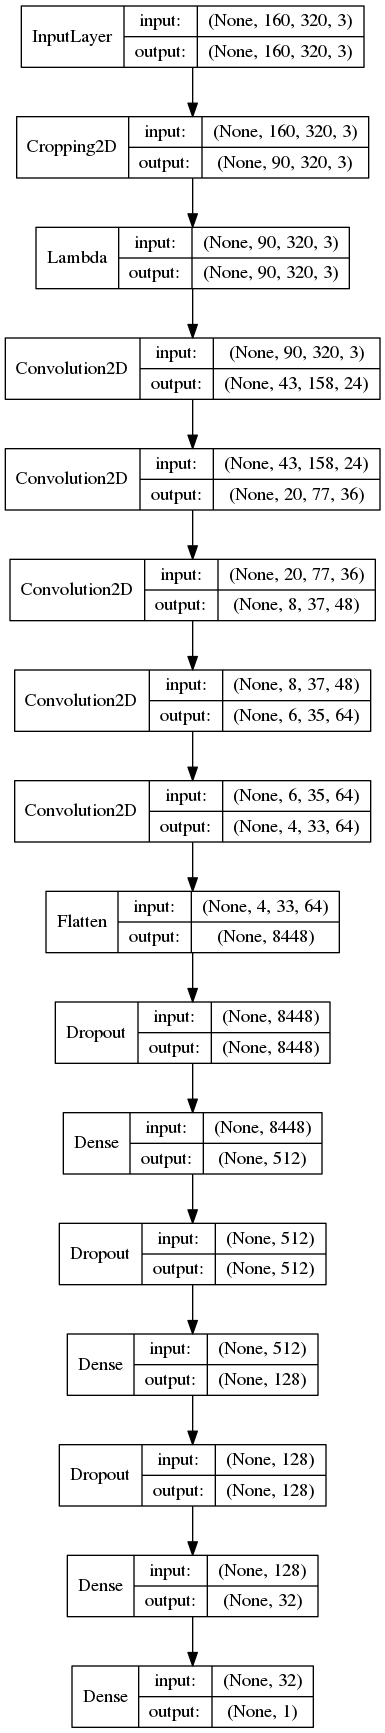 InputLayer
input: (None, 160, 320, 3)
output: (None, 160, 320, 3)
Cropping2D
input: (None, 160, 320, 3)
output: (None, 90, 320, 3)
Lambda
input: (None, 90, 320, 3)
output: (None, 90, 320, 3)
Convolution2D
input: (None, 90, 320, 3)
output: (None, 43, 158, 24)
Convolution2D
input: (None, 43, 158, 24)
output: (None, 20, 77, 36)
Convolution2D
input: (None, 20, 77, 36)
output: (None, 8, 37, 48)
Convolution2D
input: (None, 8, 37, 48)
output: (None, 6, 35, 64)
Convolution2D
input: (None, 6, 35, 64)
output: (None, 4, 33, 64)
Flatten
input: (None, 4, 33, 64)
output: (None, 8448)
Dropout
input: (None, 8448)
output: (None, 8448)
Dense
input: (None, 8448)
output: (None, 512)
Dropout
input: (None, 512)
output: (None, 512)
Dense
input: (None, 512)
output: (None, 128)
Dropout
input: (None, 128)
output: (None, 128)
Dense
input: (None, 128)
output: (None, 32)
Dense
input: (None, 32)
output: (None, 1)